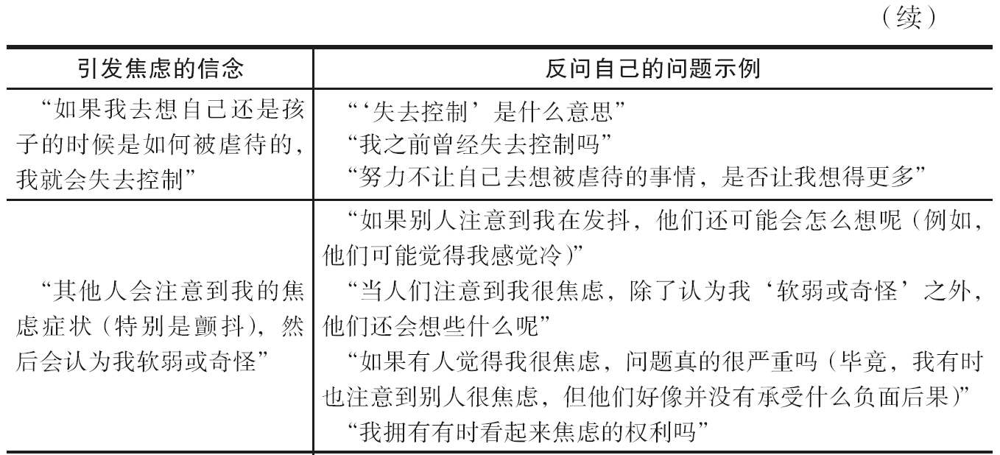 （续）
引发焦虑的信念
反问自己的问题示例
“如果我去想自己还是孩
子的时候是如何被虐待的，
我就会失去控制”
“‘失去控制’是什么意思”
“我之前曾经失去控制吗”
“努力不让自己去想被虐待的事情，是否让我想得更多”
“其他人会注意到我的焦
虑症状（特别是颤抖），然
后会认为我软弱或奇怪”
“如果别人注意到我在发抖，他们还可能会怎么想呢（例如，
他们可能觉得我感觉冷）”
“当人们注意到我很焦虑，除了认为我‘软弱或奇怪’之外，
他们还会想些什么呢”
“如果有人觉得我很焦虑，问题真的很严重吗（毕竟，我有时
也注意到别人很焦虑，但他们好像并没有承受什么负面后果）”
“我拥有有时看起来焦虑的权利吗”